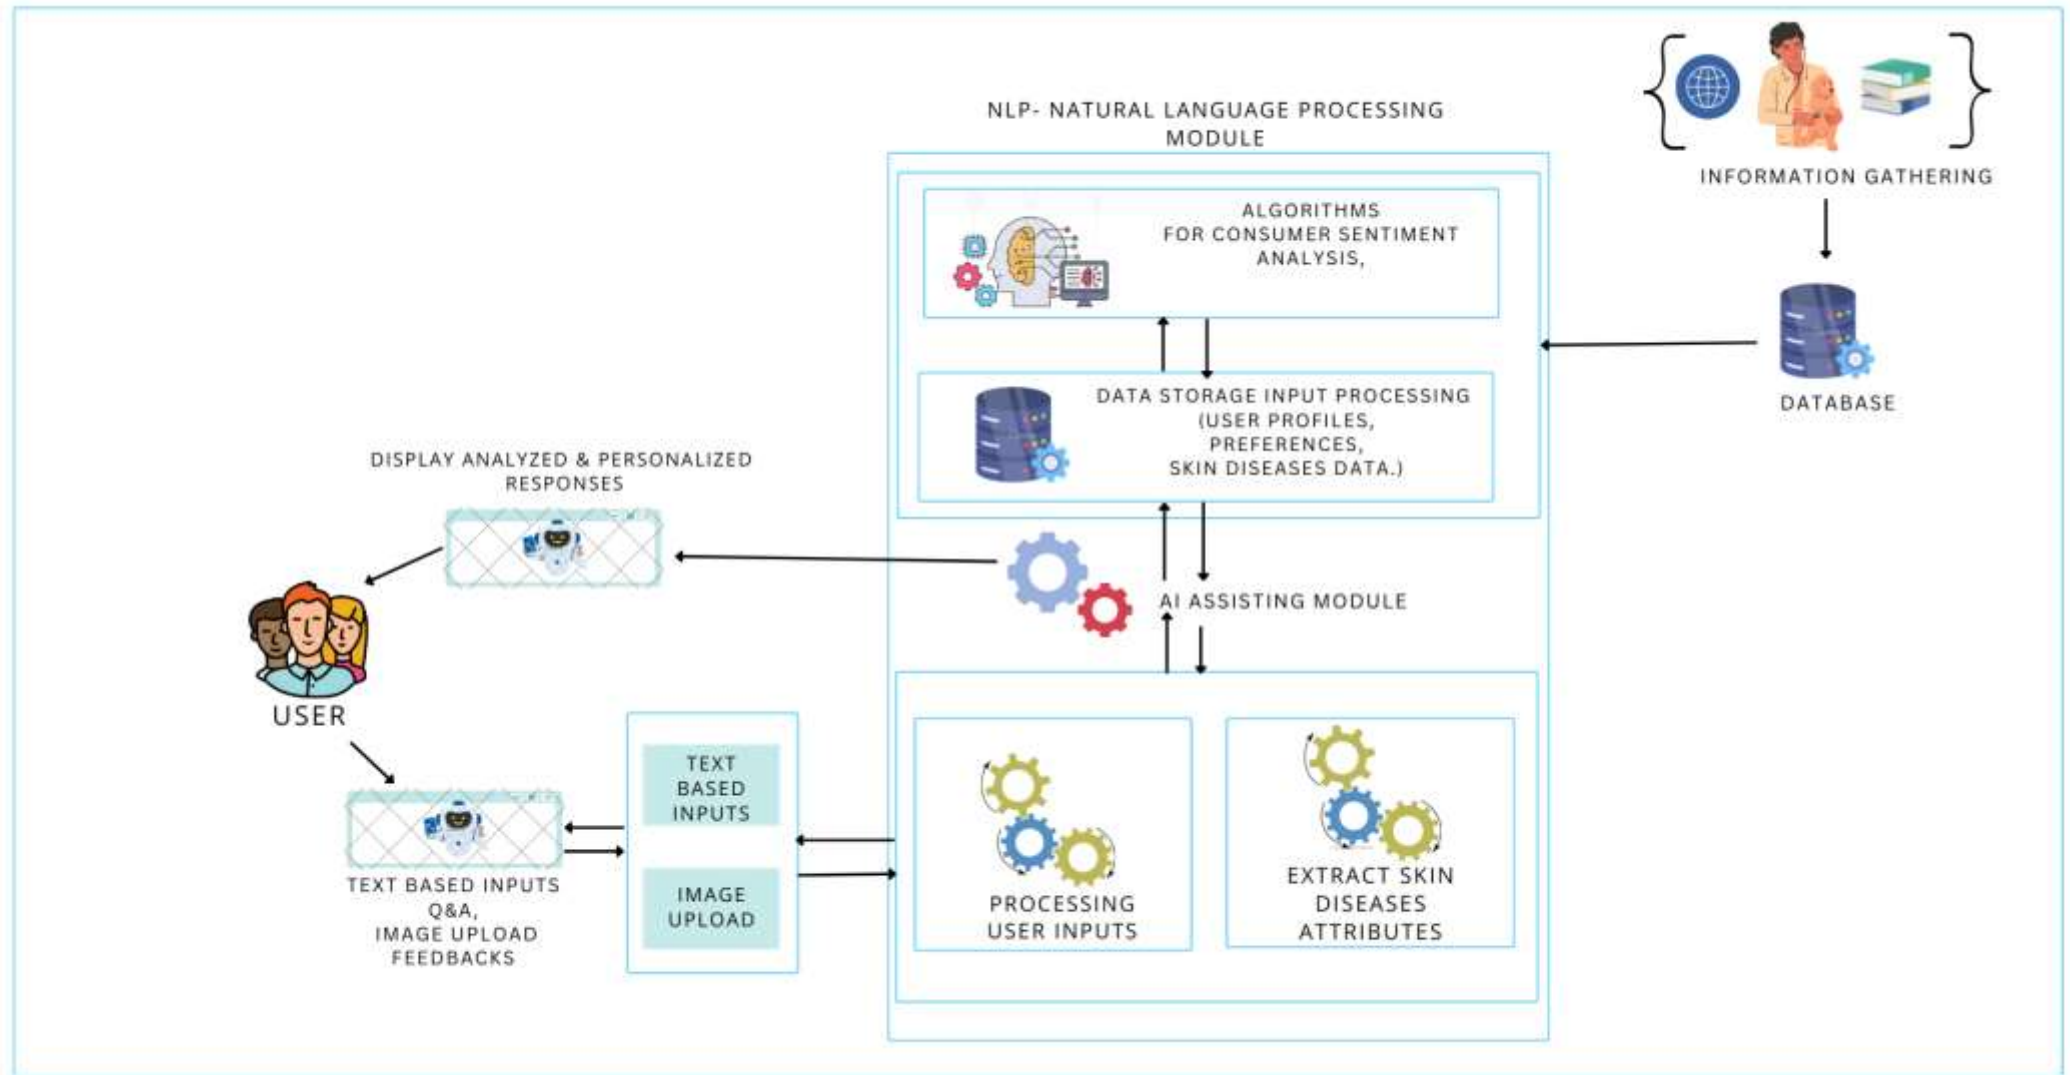 NLP- NATURAL LANGUAGE PROCESSING
MODULE
INFORMATION GATHERING
ALGORITHMS
FOR CONSUMER SENTIMENT
ANALYSIS,
DATABASE
DATA STORAGE INPUT PROCESSING
(USER PROFILES,
PREFERENCES,
SKIN DISEASES DATA.)
DISPLAY ANALYZED & PERSONALIZED
RESPONSES
AI ASSISTING MODULE
USER
TEXT
BASED
INPUTS
IMAGE
UPLOAD
TEXT BASED INPUTS
Q&A,
IMAGE UPLOAD
FEEDBACKS
PROCESSING
USER INPUTS
EXTRACT SKIN
DISEASES
ATTRIBUTES